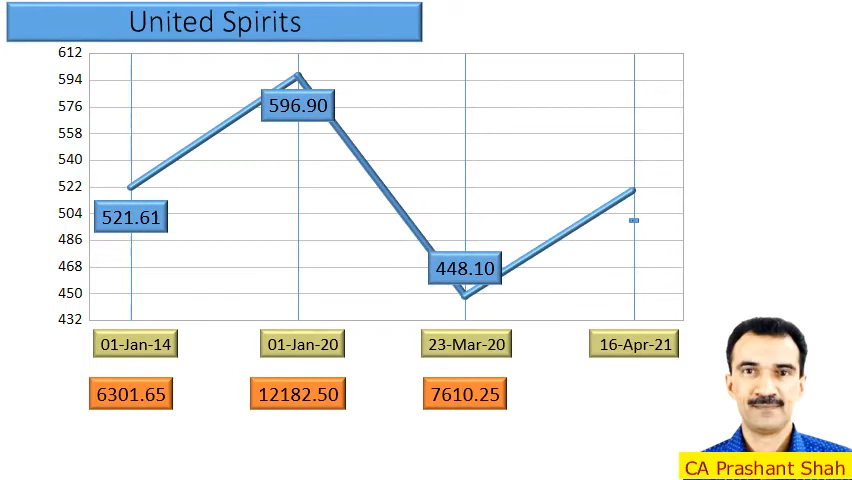 United Spirits
612
594
576
558
540
522
504
486
468
450
432
596.90
521.61
448.10
01-Jan-14
01-Jan-20
23-Mar-20
16-Apr-21
6301.65
12182.50
7610.25
CA Prashant Shah